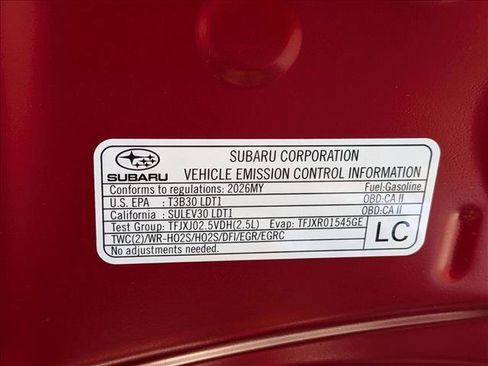 SUBARU
SUBARU CORPORATION
VEHICLE EMISSION CONTROL INFORMATION
Conforms to regulations: 2026MY Fuel:Gasoline
U.S. EPA : T3B30 LDT1 OBD:CA II
California : SULEV30 LDT1 OBD:CA II
Test Group: TFJXJ02.5VDH(2.5L) Evap: TFJXR01545GE
TWC(2)/WR-HO2S/HO2S/DFI/EGR/EGRC
No adjustments needed.
LC